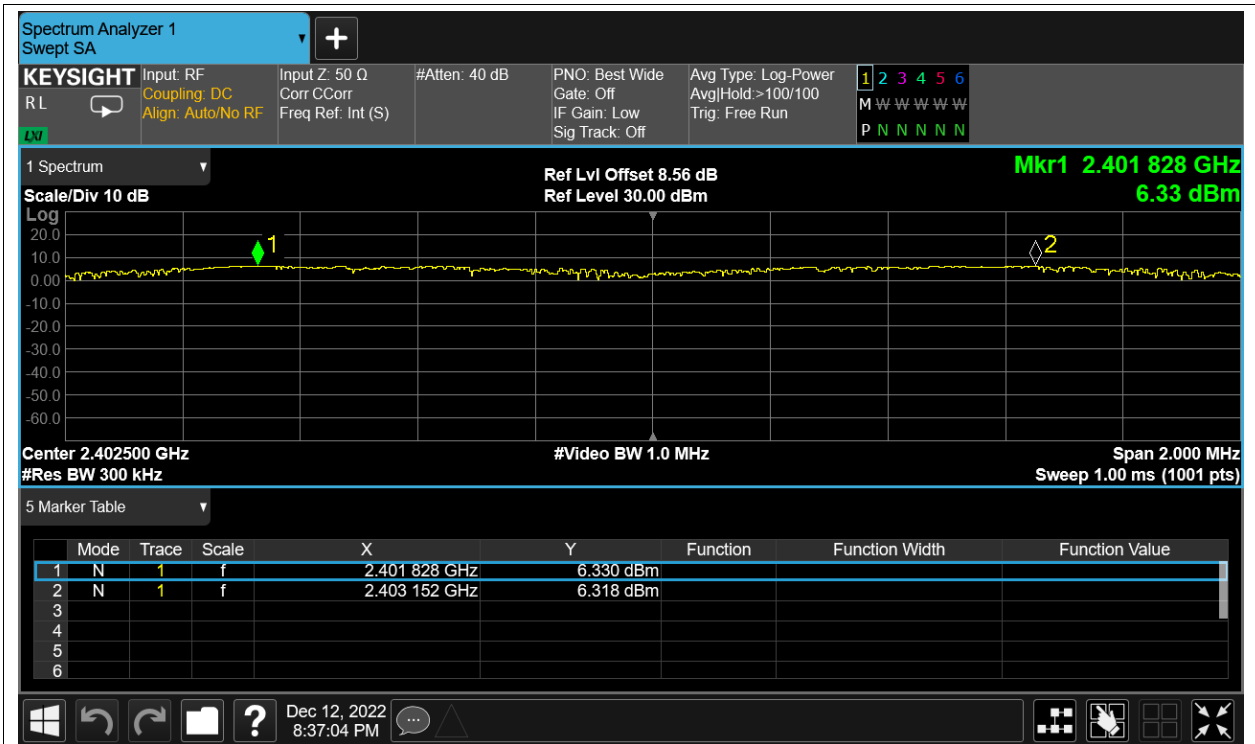 Spectrum Analyzer 1
Swept SA
▼
+
KEYSIGHT
RL
LXI
Input: RF
Coupling: DC
Align: Auto/No RF
Input Z: 50 Ω
Corr CCorr
Freq Ref: Int (S)
#Atten: 40 dB
PNO: Best Wide
Gate: Off
IF Gain: Low
Sig Track: Off
Avg Type: Log-Power
Avg|Hold:>100/100
Trig: Free Run
1 2 3 4 5 6
M W W W W W
P N N N N N
1 Spectrum ▼
Scale/Div 10 dB
Ref Lvl Offset 8.56 dB
Ref Level 30.00 dBm
Mkr1 2.401 828 GHz
6.33 dBm
Log
20.0
10.0
0.00
-10.0
-20.0
-30.0
-40.0
-50.0
-60.0
1
2
Center 2.402500 GHz
#Res BW 300 kHz
#Video BW 1.0 MHz
Span 2.000 MHz
Sweep 1.00 ms (1001 pts)
5 Marker Table ▼
Mode Trace Scale X Y Function Function Width Function Value
1 N 1 f 2.401 828 GHz 6.330 dBm
2 N 1 f 2.403 152 GHz 6.318 dBm
3
4
5
6
?
Dec 12, 2022
8:37:04 PM